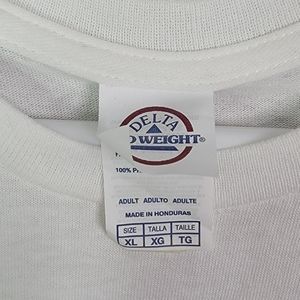 DELTA
WEIGHT®
100%
ADULT ADULTO ADULTE
MADE IN HONDURAS
SIZE TALLA TAILLE
XL XG TG